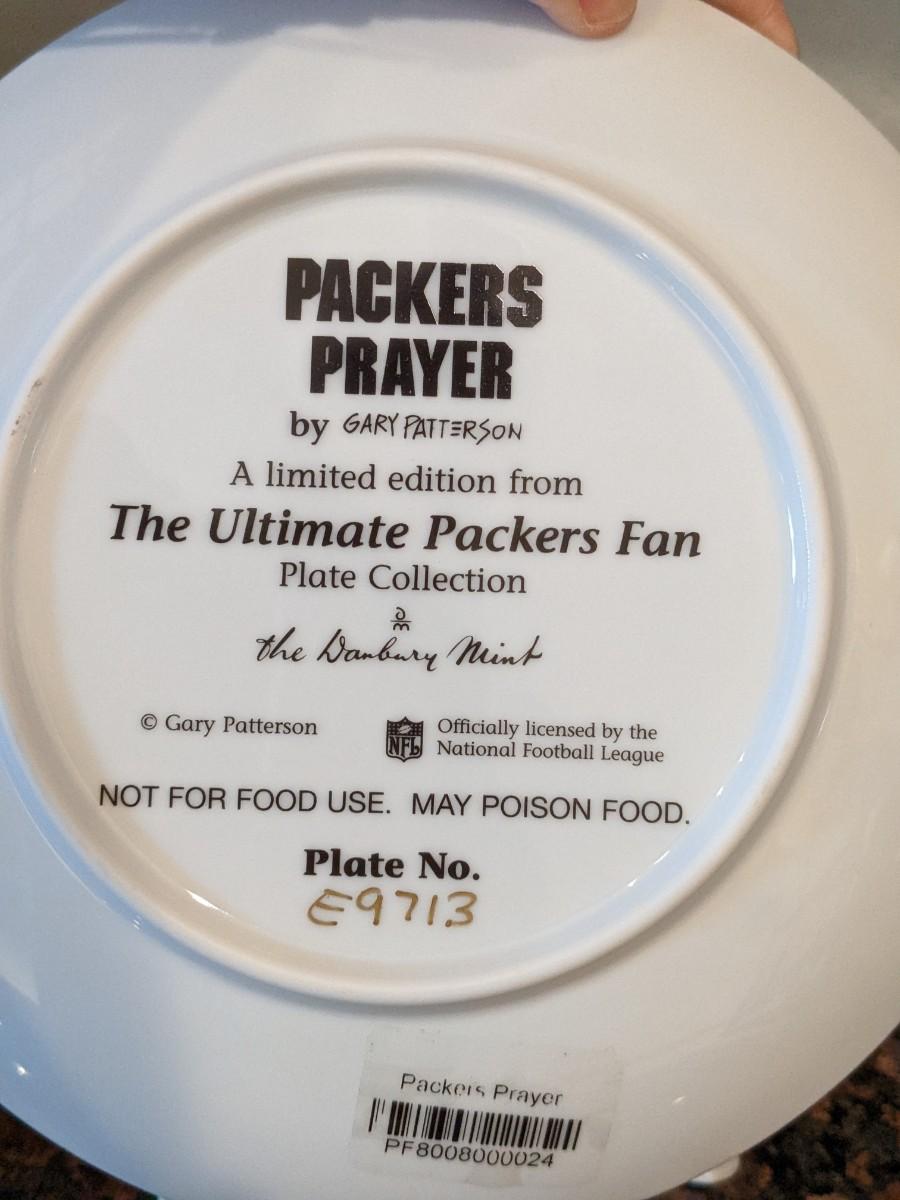 PACKERS
PRAYER
by GARY PATTERSON
A limited edition from
The Ultimate Packers Fan
Plate Collection
dm
the Danbury Mint
© Gary Patterson
NFL
Officially licensed by the
National Football League
NOT FOR FOOD USE. MAY POISON FOOD.
Plate No.
E9713
Packers Prayer
PF8008000024